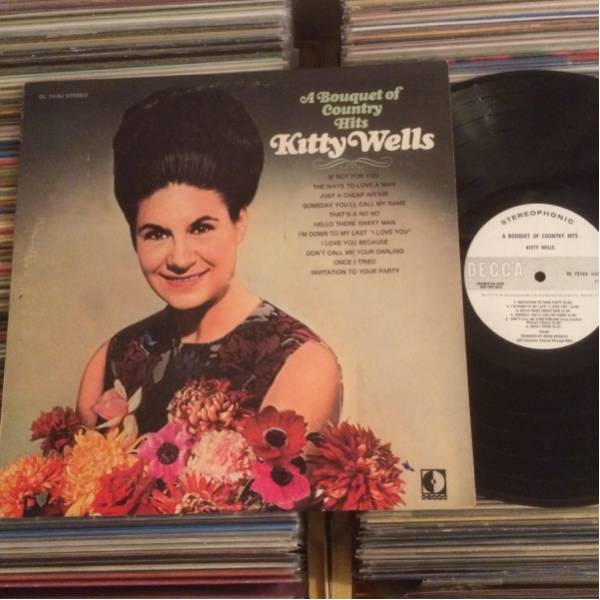 DL 75164 STEREO
A Bouquet of
Country
Hits
Kitty Wells
IF NOT FOR YOU
THE WAYS TO LOVE A MAN
JUST A CHEAP AFFAIR
SOMEDAY YOU'LL CALL MY NAME
THAT'S A NO NO
HELLO THERE SWEET MAN
I'M DOWN TO MY LAST "I LOVE YOU"
I LOVE YOU BECAUSE
DON'T CALL ME YOUR DARLING
ONCE I TRIED
INVITATION TO YOUR PARTY
DECCA
STEREOPHONIC
A BOUQUET OF COUNTRY HITS
KITTY WELLS
DECCA
DL 75164